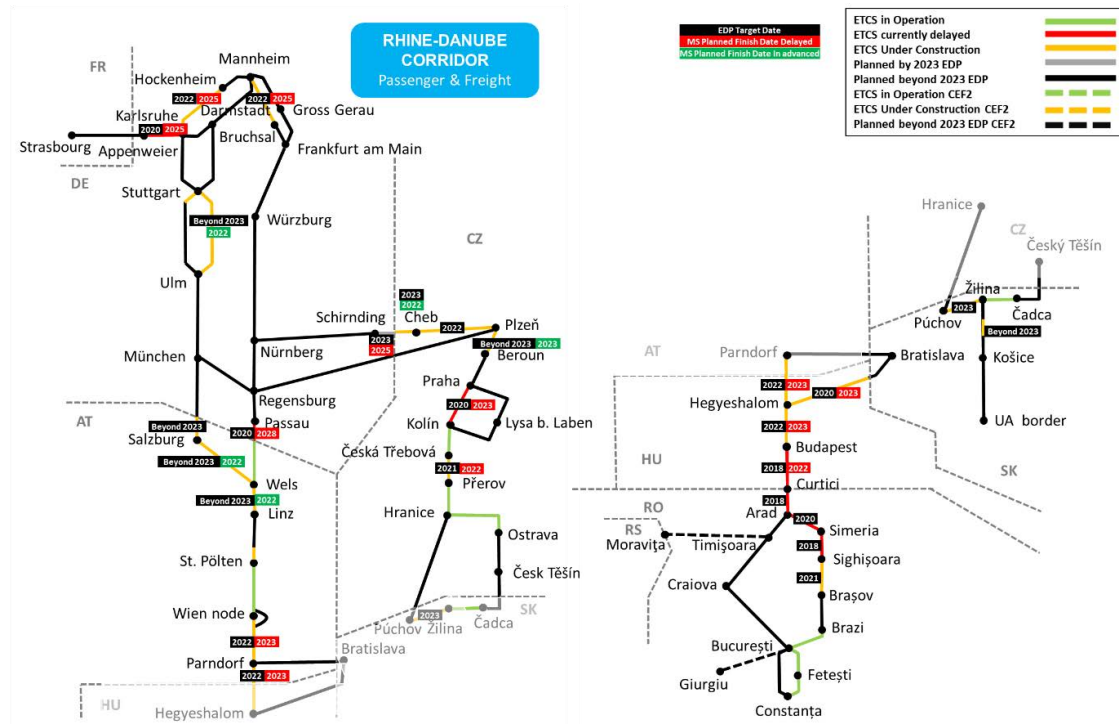 RHINE-DANUBE
CORRIDOR
Passenger & Freight
EDP Target Date
MS Planned Finish Date Delayed
MS Planned Finish Date In advanced
ETCS in Operation
ETCS currently delayed
ETCS Under Construction
Planned by 2023 EDP
Planned beyond 2023 EDP
ETCS in Operation CEF2
ETCS Under Construction CEF2
Planned beyond 2023 EDP CEF2
FR
Mannheim
Hockenheim
2022 2025
2022 2025
Karlsruhe
Darmstadt
Gross Gerau
2020 2025
Bruchsal
Strasbourg
Appenweier
Frankfurt am Main
DE
Stuttgart
Beyond 2023
2022
Würzburg
CZ
Ulm
2023
2022
Schirnding
Cheb
2022
Plzeň
2023
2025
Nürnberg
Beyond 2023 2023
Beroun
München
Regensburg
Praha
2020 2023
AT
Beyond 2023
2020 2028
Passau
Kolín
Lysa b. Laben
Salzburg
Beyond 2023 2022
Česká Třebová
2021 2022
Wels
Přerov
Beyond 2023 2022
Linz
Hranice
Ostrava
St. Pölten
Česk Těšín
SK
Wien node
2023
Púchov
Žilina
Čadca
2022 2023
Bratislava
Parndorf
2022 2023
HU
Hegyeshalom
Hranice
CZ
Český Těšín
Žilina
2023
Čadca
Púchov
Beyond 2023
AT
Parndorf
Bratislava
Košice
2022 2023
2020 2023
Hegyeshalom
2022 2023
UA border
Budapest
HU
2018 2022
SK
Curtici
2018
RO
Arad
2020
RS
Simeria
Moraviţa
Timişoara
2018
Sighişoara
Craiova
2021
Braşov
Brazi
Bucureşti
Giurgiu
Feteşti
Constanţa